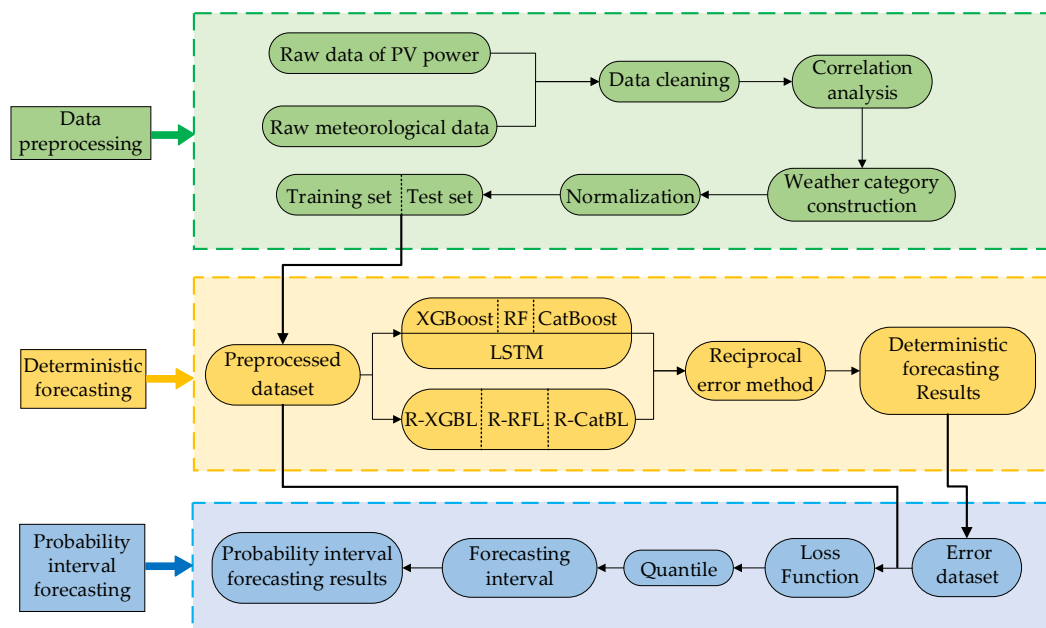 Data
preprocessing
Raw data of PV power
Raw meteorological data
Data cleaning
Correlation
analysis
Weather category
construction
Normalization
Training set Test set
Deterministic
forecasting
Preprocessed
dataset
XGBoost RF CatBoost
LSTM
R-XGBL R-RFL R-CatBL
Reciprocal
error method
Deterministic
forecasting
Results
Probability
interval
forecasting
Error
dataset
Loss
Function
Quantile
Forecasting
interval
Probability interval
forecasting results